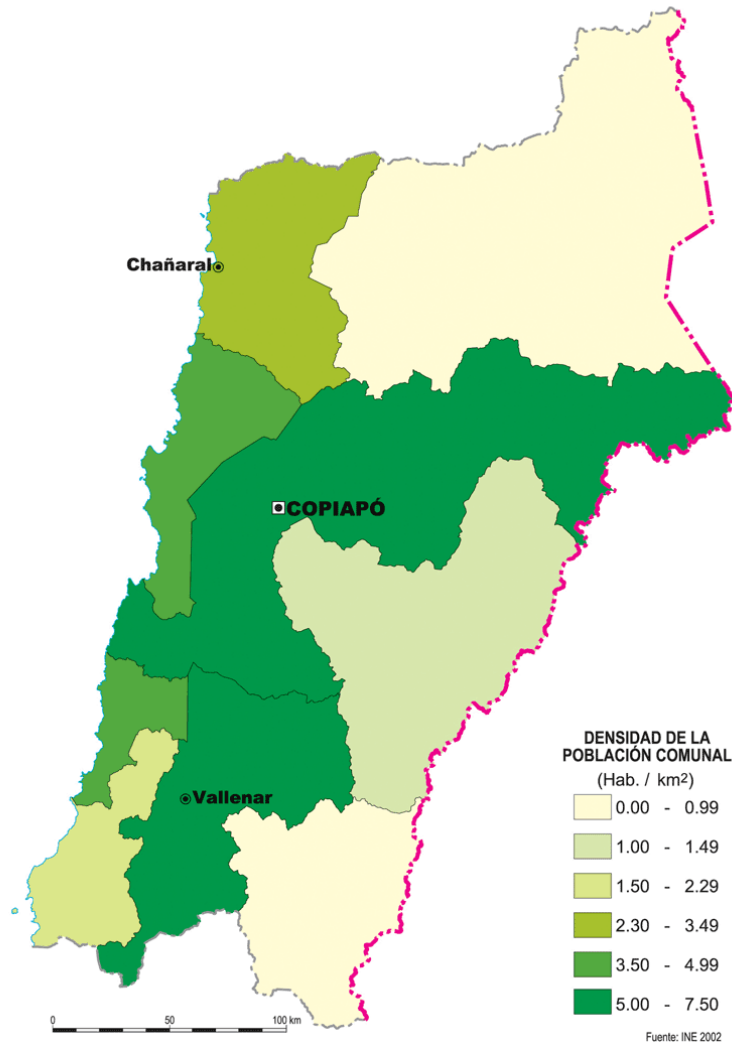 Chañaral
COPIAPÓ
Vallenar
DENSIDAD DE LA
POBLACIÓN COMUNAL
(Hab. / km²)
0.00 - 0.99
1.00 - 1.49
1.50 - 2.29
2.30 - 3.49
3.50 - 4.99
5.00 - 7.50
0 50 100 km
Fuente: INE 2002